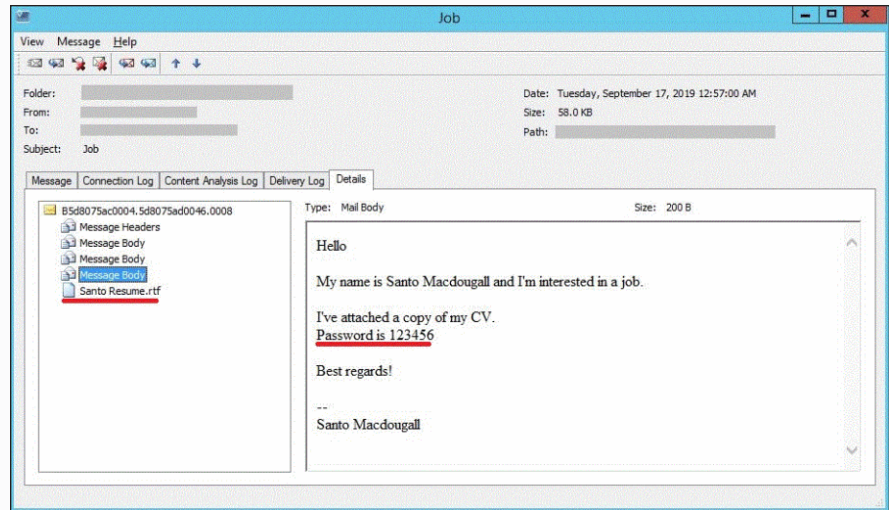 Job
View Message Help
Folder:
From:
To:
Subject: Job
Date: Tuesday, September 17, 2019 12:57:00 AM
Size: 58.0 KB
Path:
Message Connection Log Content Analysis Log Delivery Log Details
B5d8075ac0004.5d8075ad0046.0008
Message Headers
Message Body
Message Body
Message Body
Santo Resume.rtf
Type: Mail Body Size: 200 B
Hello
My name is Santo Macdougall and I'm interested in a job.
I've attached a copy of my CV.
Password is 123456
Best regards!
--
Santo Macdougall